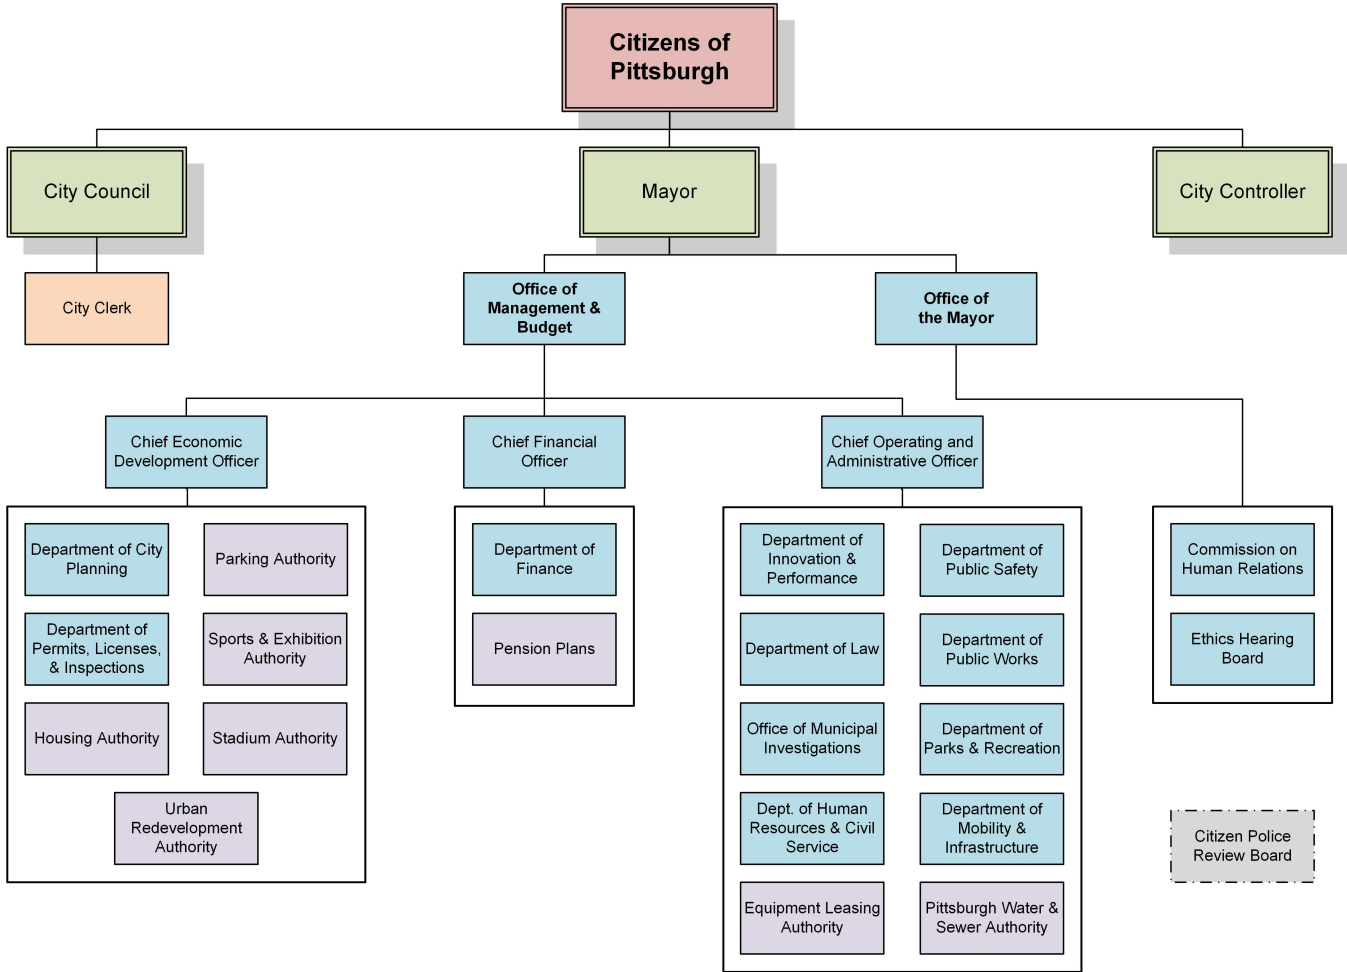 Citizens of
Pittsburgh
City Council
Mayor
City Controller
City Clerk
Office of
Management &
Budget
Office of
the Mayor
Chief Economic
Development Officer
Chief Financial
Officer
Chief Operating and
Administrative Officer
Department of City
Planning
Parking Authority
Department of
Permits, Licenses,
& Inspections
Sports & Exhibition
Authority
Housing Authority
Stadium Authority
Urban
Redevelopment
Authority
Department of
Finance
Pension Plans
Department of
Innovation &
Performance
Department of
Public Safety
Department of Law
Department of
Public Works
Office of Municipal
Investigations
Department of
Parks & Recreation
Dept. of Human
Resources & Civil
Service
Department of
Mobility &
Infrastructure
Equipment Leasing
Authority
Pittsburgh Water &
Sewer Authority
Commission on
Human Relations
Ethics Hearing
Board
Citizen Police
Review Board